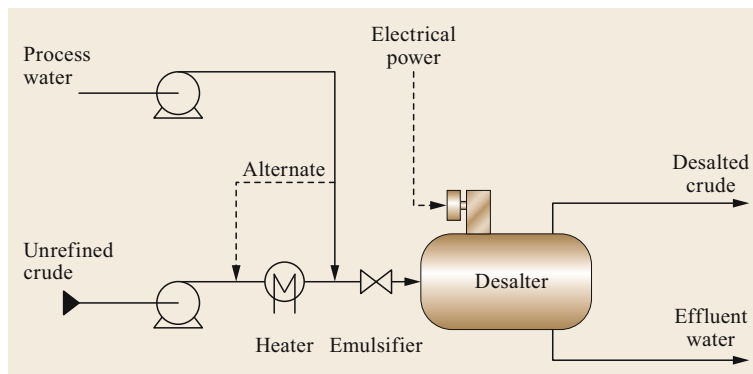 Process
water
Electrical
power
Alternate
Desalted
crude
Unrefined
crude
Desalter
Heater
Emulsifier
Effluent
water